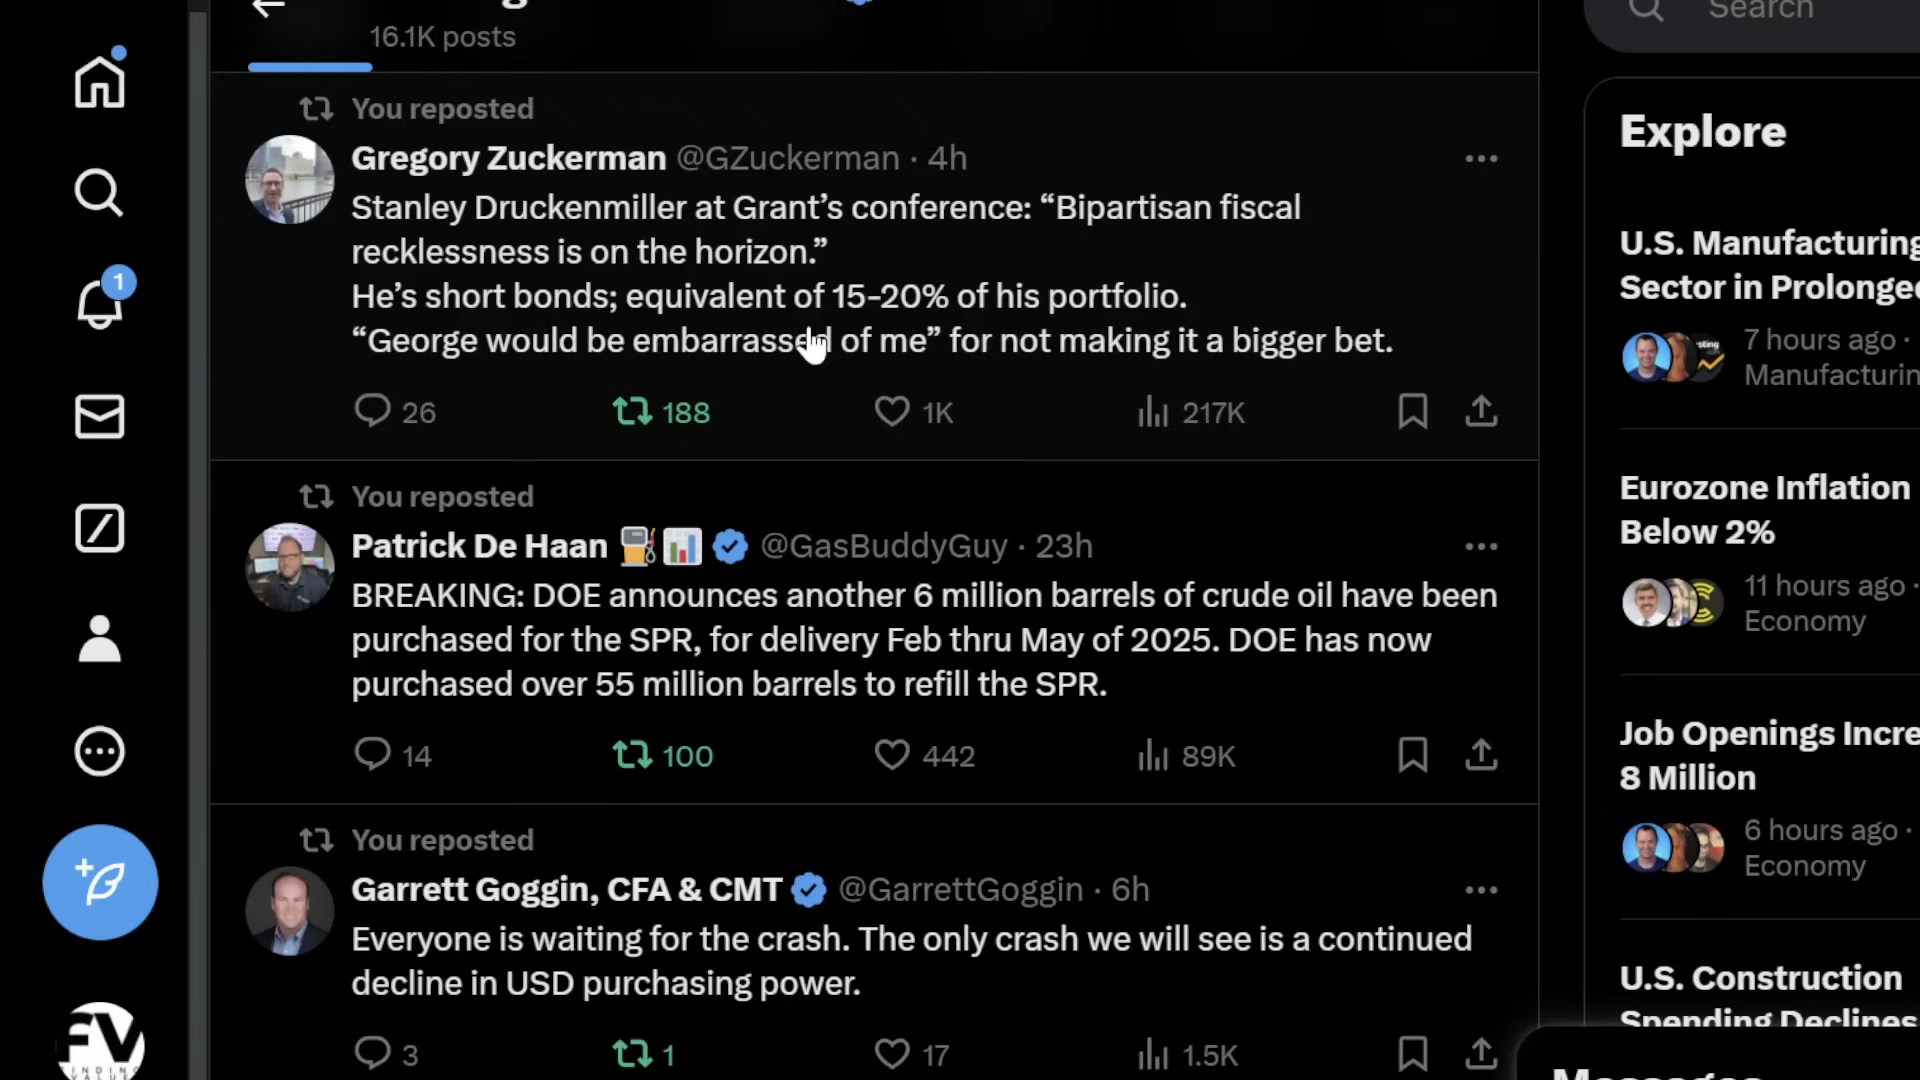 16.1K posts
Search
You reposted
Gregory Zuckerman @GZuckerman · 4h
Stanley Druckenmiller at Grant’s conference: “Bipartisan fiscal
recklessness is on the horizon.”
He’s short bonds; equivalent of 15-20% of his portfolio.
“George would be embarrassed of me” for not making it a bigger bet.
26 188 1K 217K
You reposted
Patrick De Haan @GasBuddyGuy · 23h
BREAKING: DOE announces another 6 million barrels of crude oil have been
purchased for the SPR, for delivery Feb thru May of 2025. DOE has now
purchased over 55 million barrels to refill the SPR.
14 100 442 89K
You reposted
Garrett Goggin, CFA & CMT @GarrettGoggin · 6h
Everyone is waiting for the crash. The only crash we will see is a continued
decline in USD purchasing power.
3 1 17 1.5K
1
FV
Explore
U.S. Manufacturing
Sector in Prolonged
7 hours ago ·
Manufacturin
Eurozone Inflation
Below 2%
11 hours ago ·
Economy
Job Openings Incre
8 Million
6 hours ago ·
Economy
U.S. Construction
Spending Declines
Messages